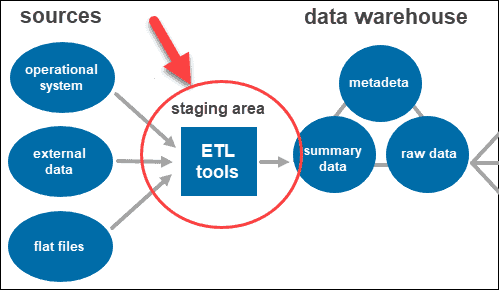 sources
data warehouse
operational
system
external
data
flat files
staging area
ETL
tools
metadeta
summary
data
raw data